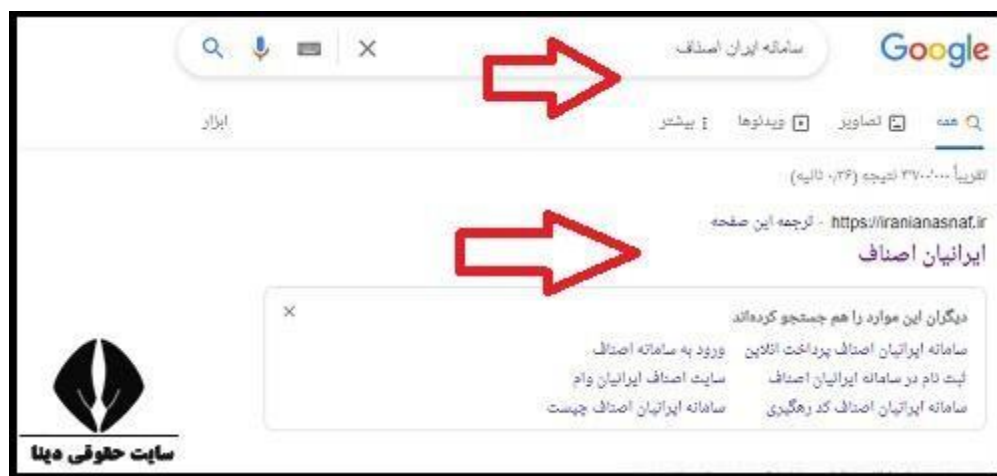 Google
سامانه ایران اصناف
همه تصاویر ویدئوها بیشتر ابزار
تقریباً ۳۷۰٬۰۰۰ نتیجه (۰٫۳۶ ثانیه)
https://iranianasnaf.ir - ترجمه این صفحه
ایرانیان اصناف
دیگران این موارد را هم جستجو کرده‌اند
سامانه ایرانیان اصناف پرداخت انلاین ورود به سامانه اصناف
ثبت نام در سامانه ایرانیان اصناف سایت اصناف ایرانیان وام
سامانه ایرانیان اصناف کد رهگیری سامانه ایرانیان اصناف چیست
سایت حقوقی دینا